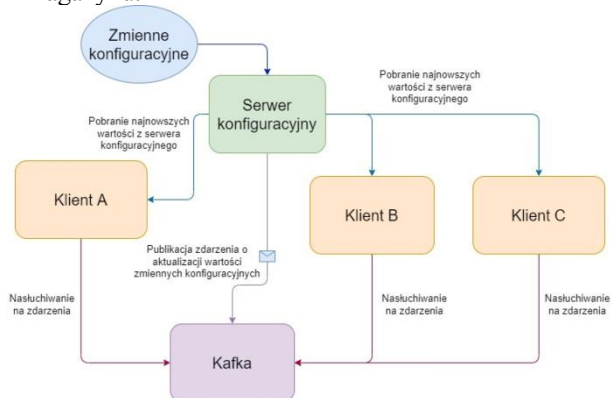 Zmienne
konfiguracyjne
Serwer
konfiguracyjny
Pobranie najnowszych
wartości z serwera
konfiguracyjnego
Pobranie najnowszych
wartości z serwera
konfiguracyjnego
Klient A
Klient B
Klient C
Publikacja zdarzenia o
aktualizacji wartości
zmiennych konfiguracyjnych
Nasłuchiwanie
na zdarzenia
Nasłuchiwanie
na zdarzenia
Nasłuchiwanie
na zdarzenia
Kafka